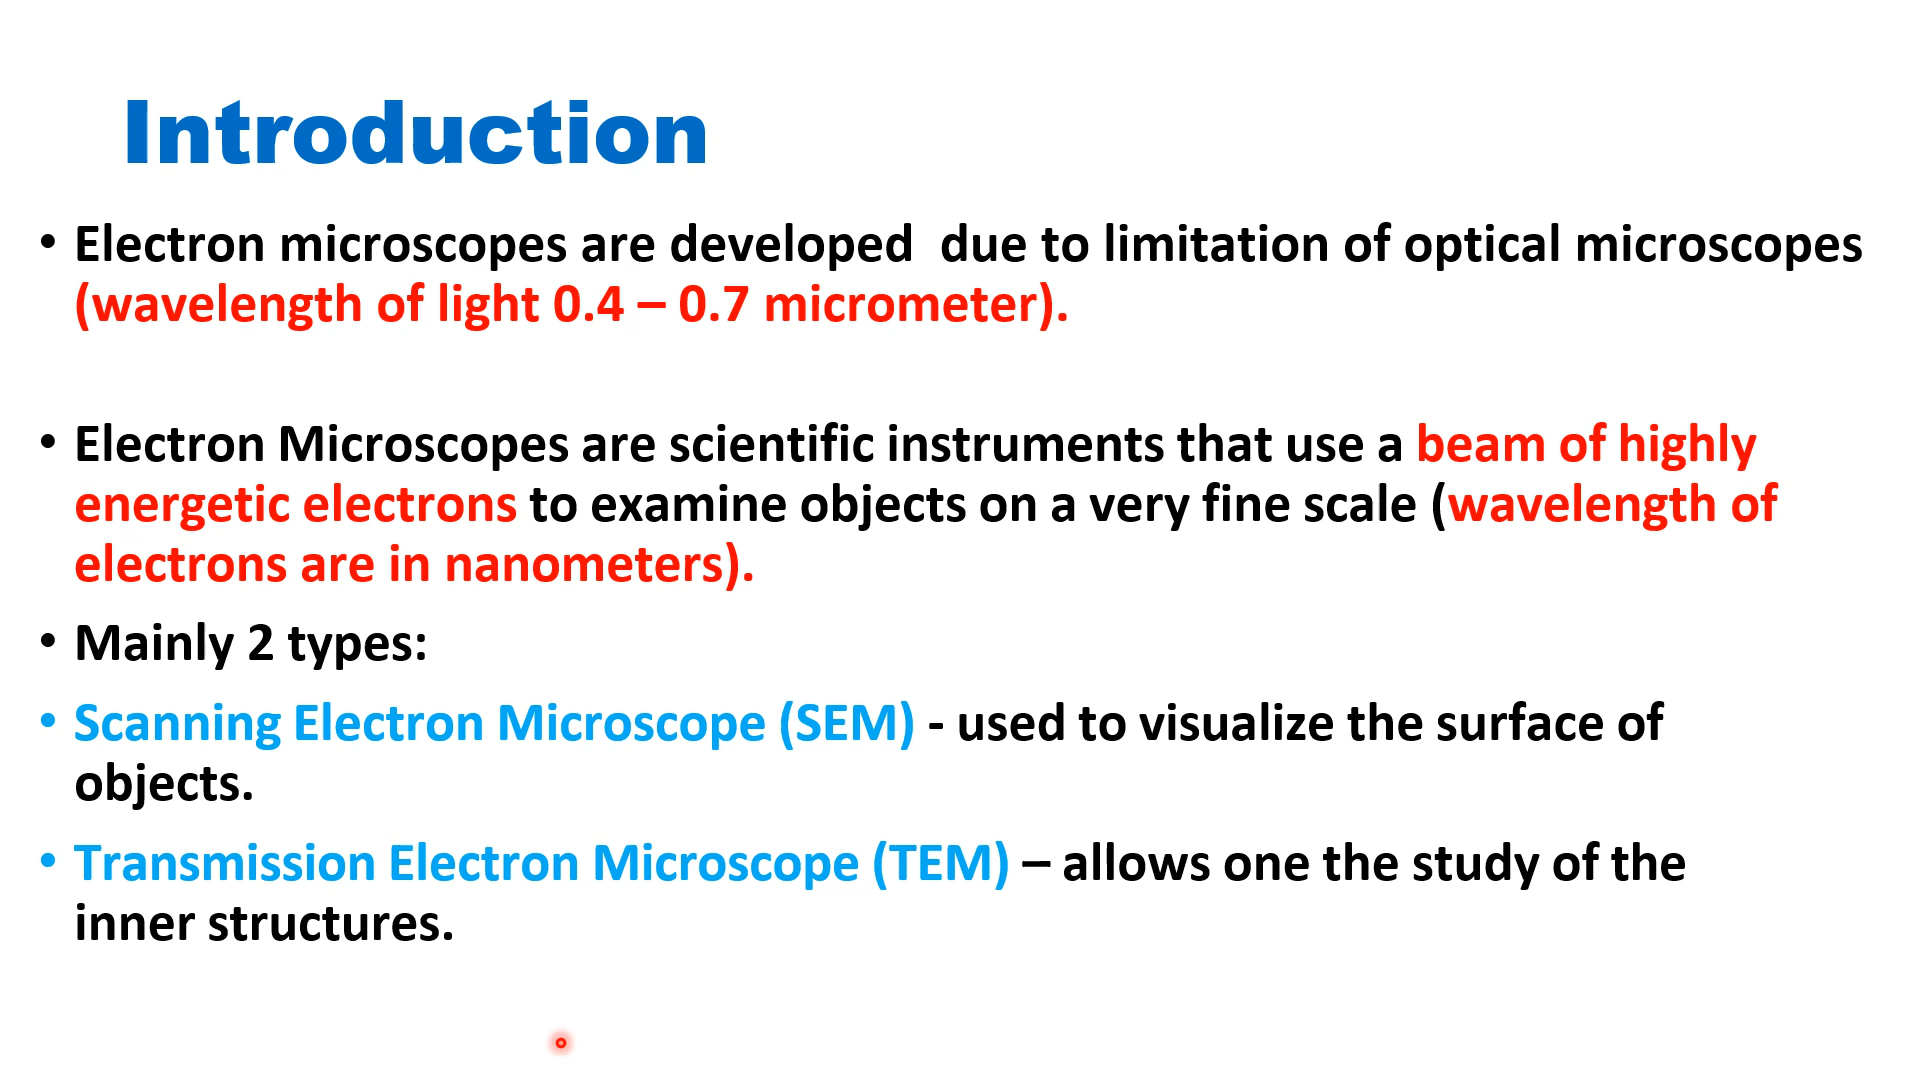 Introduction
• Electron microscopes are developed  due to limitation of optical microscopes
(wavelength of light 0.4 – 0.7 micrometer).
• Electron Microscopes are scientific instruments that use a beam of highly
energetic electrons to examine objects on a very fine scale (wavelength of
electrons are in nanometers).
• Mainly 2 types:
• Scanning Electron Microscope (SEM) - used to visualize the surface of
objects.
• Transmission Electron Microscope (TEM) – allows one the study of the
inner structures.